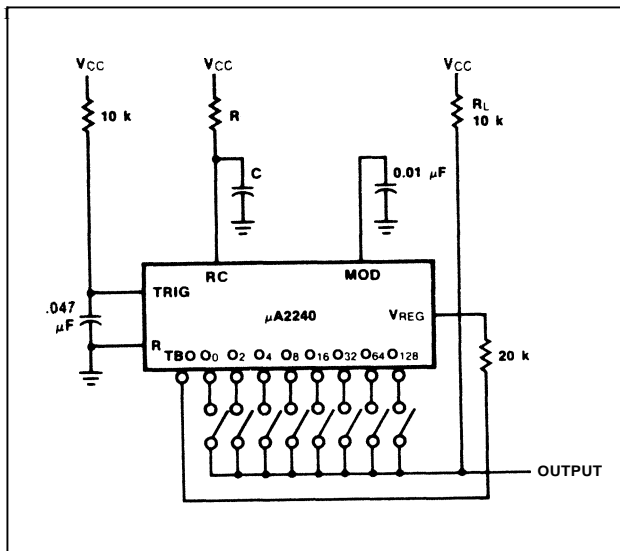 VCC
VCC
VCC
10 k
R
RL
10 k
C
0.01 µF
RC
MOD
TRIG
.047
µF
µA2240
VREG
R
TBO O0 O2 O4 O8 O16 O32 O64 O128
20 k
OUTPUT